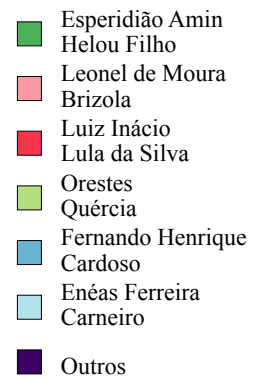 Esperidião Amin
Helou Filho
Leonel de Moura
Brizola
Luiz Inácio
Lula da Silva
Orestes
Quércia
Fernando Henrique
Cardoso
Enéas Ferreira
Carneiro
Outros